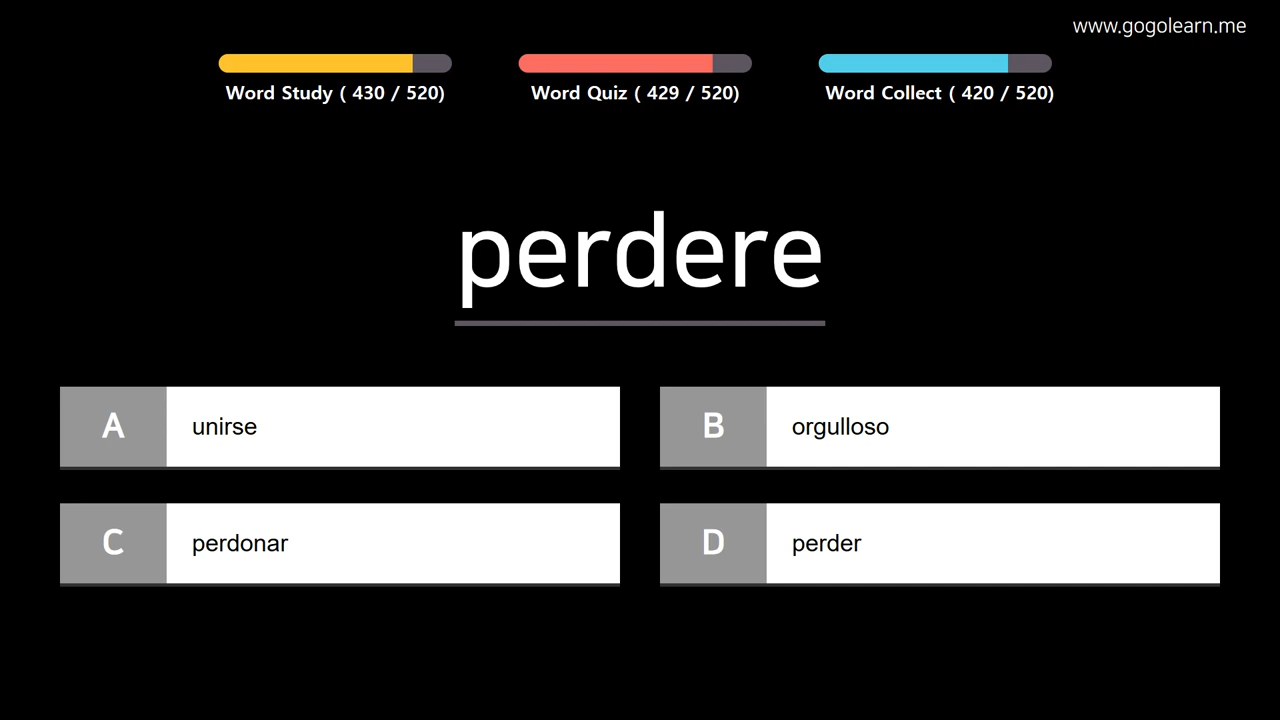 www.gogolearn.me
Word Study ( 430 / 520)
Word Quiz ( 429 / 520)
Word Collect ( 420 / 520)
perdere
A unirse
B orgulloso
C perdonar
D perder